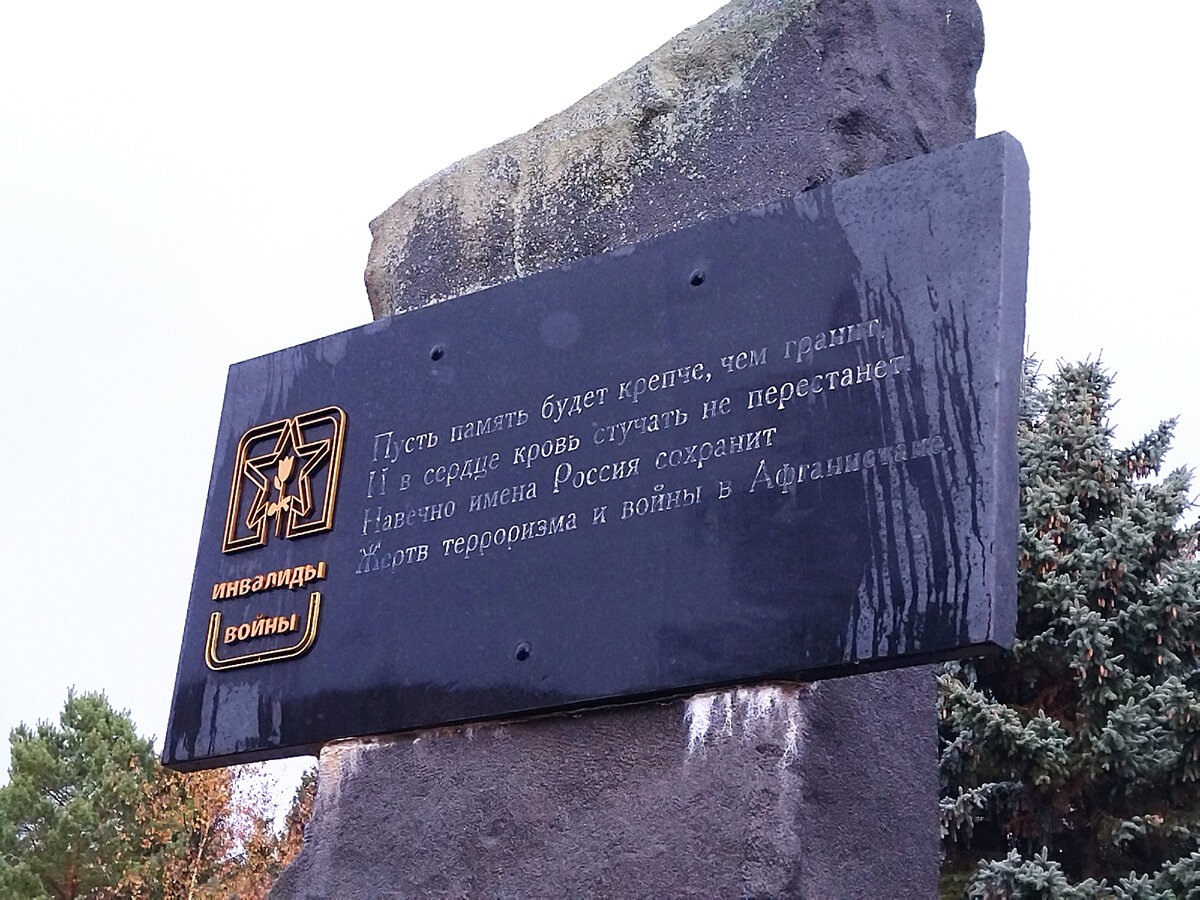 Пусть память будет крепче, чем гранит,
И в сердце кровь стучать не перестанет.
Навечно имена Россия сохранит
Жертв терроризма и войны в Афганистане.
инвалиды
войны